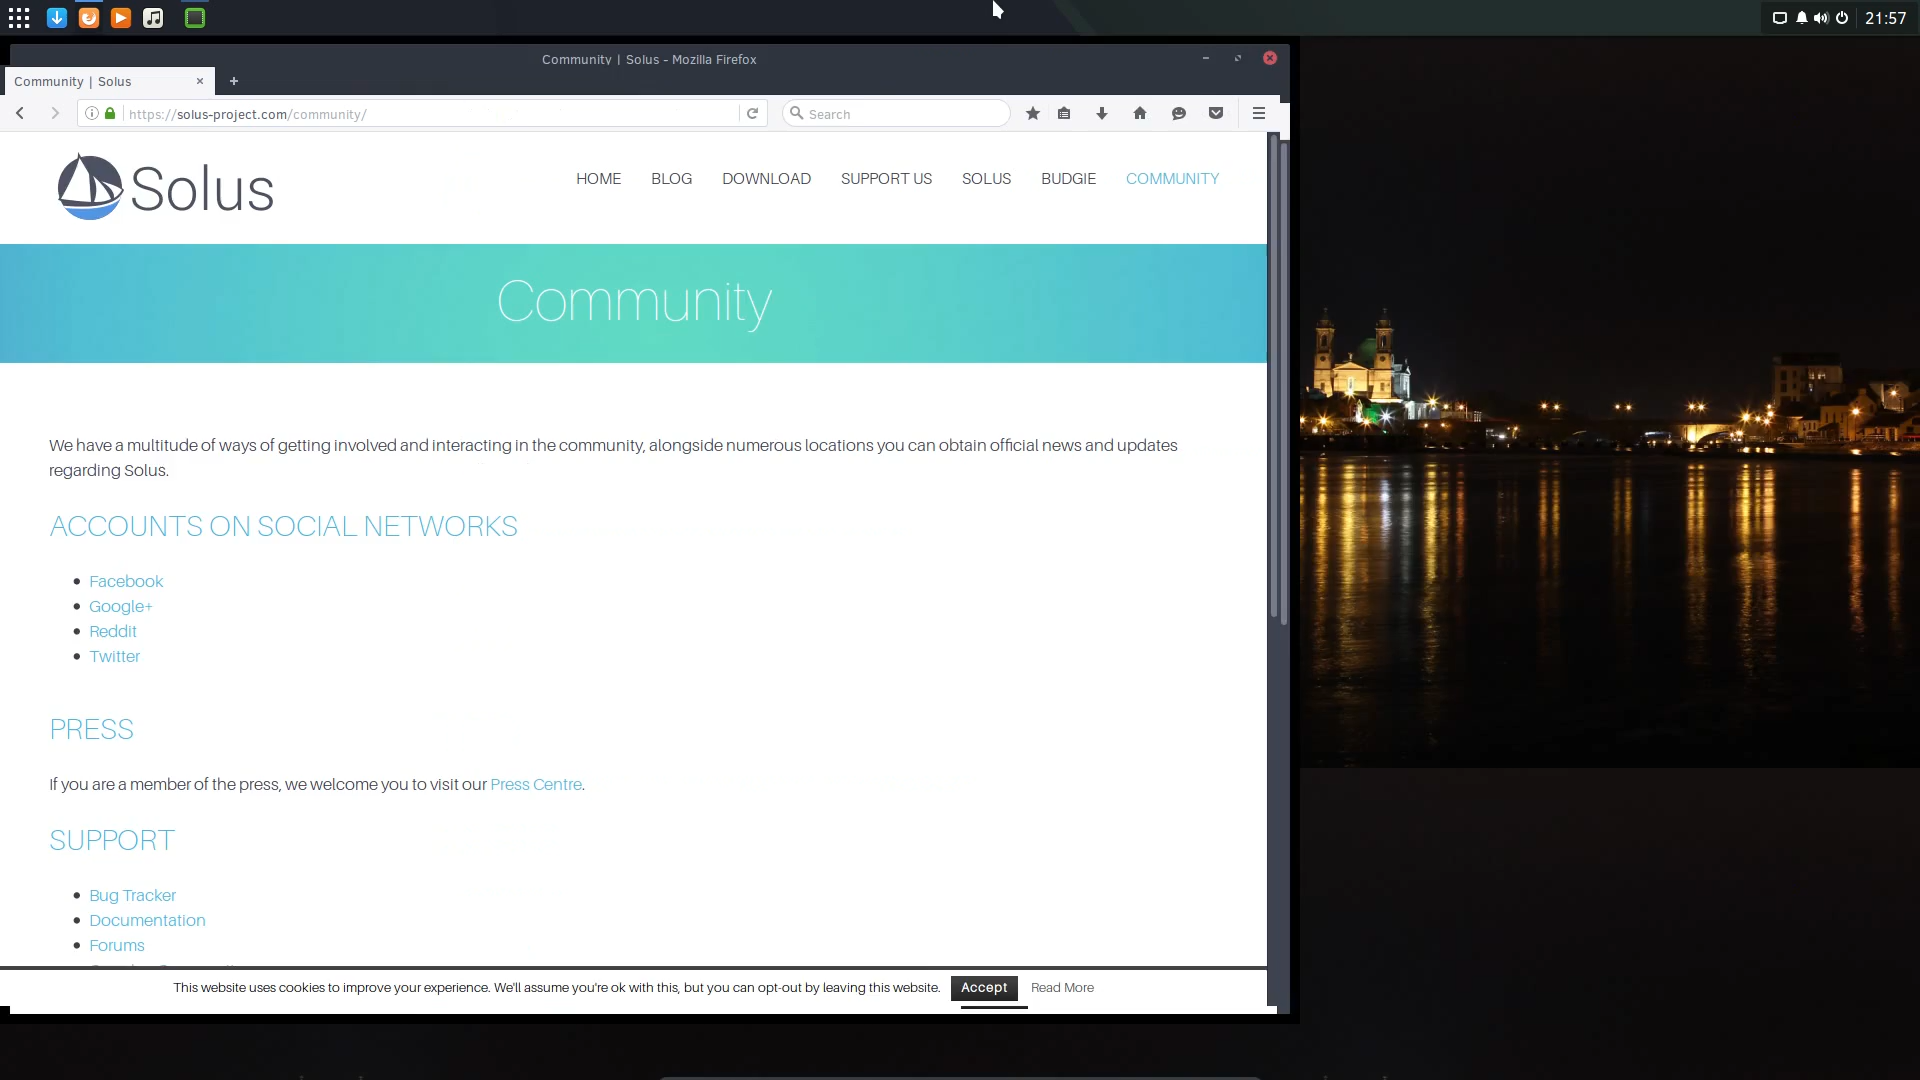 21:57
Community | Solus - Mozilla Firefox
Community | Solus
https://solus-project.com/community/
Search
Solus
HOME BLOG DOWNLOAD SUPPORT US SOLUS BUDGIE COMMUNITY
Community
We have a multitude of ways of getting involved and interacting in the community, alongside numerous locations you can obtain official news and updates
regarding Solus.
ACCOUNTS ON SOCIAL NETWORKS
Facebook
Google+
Reddit
Twitter
PRESS
If you are a member of the press, we welcome you to visit our Press Centre.
SUPPORT
Bug Tracker
Documentation
Forums
This website uses cookies to improve your experience. We'll assume you're ok with this, but you can opt-out by leaving this website. Accept Read More